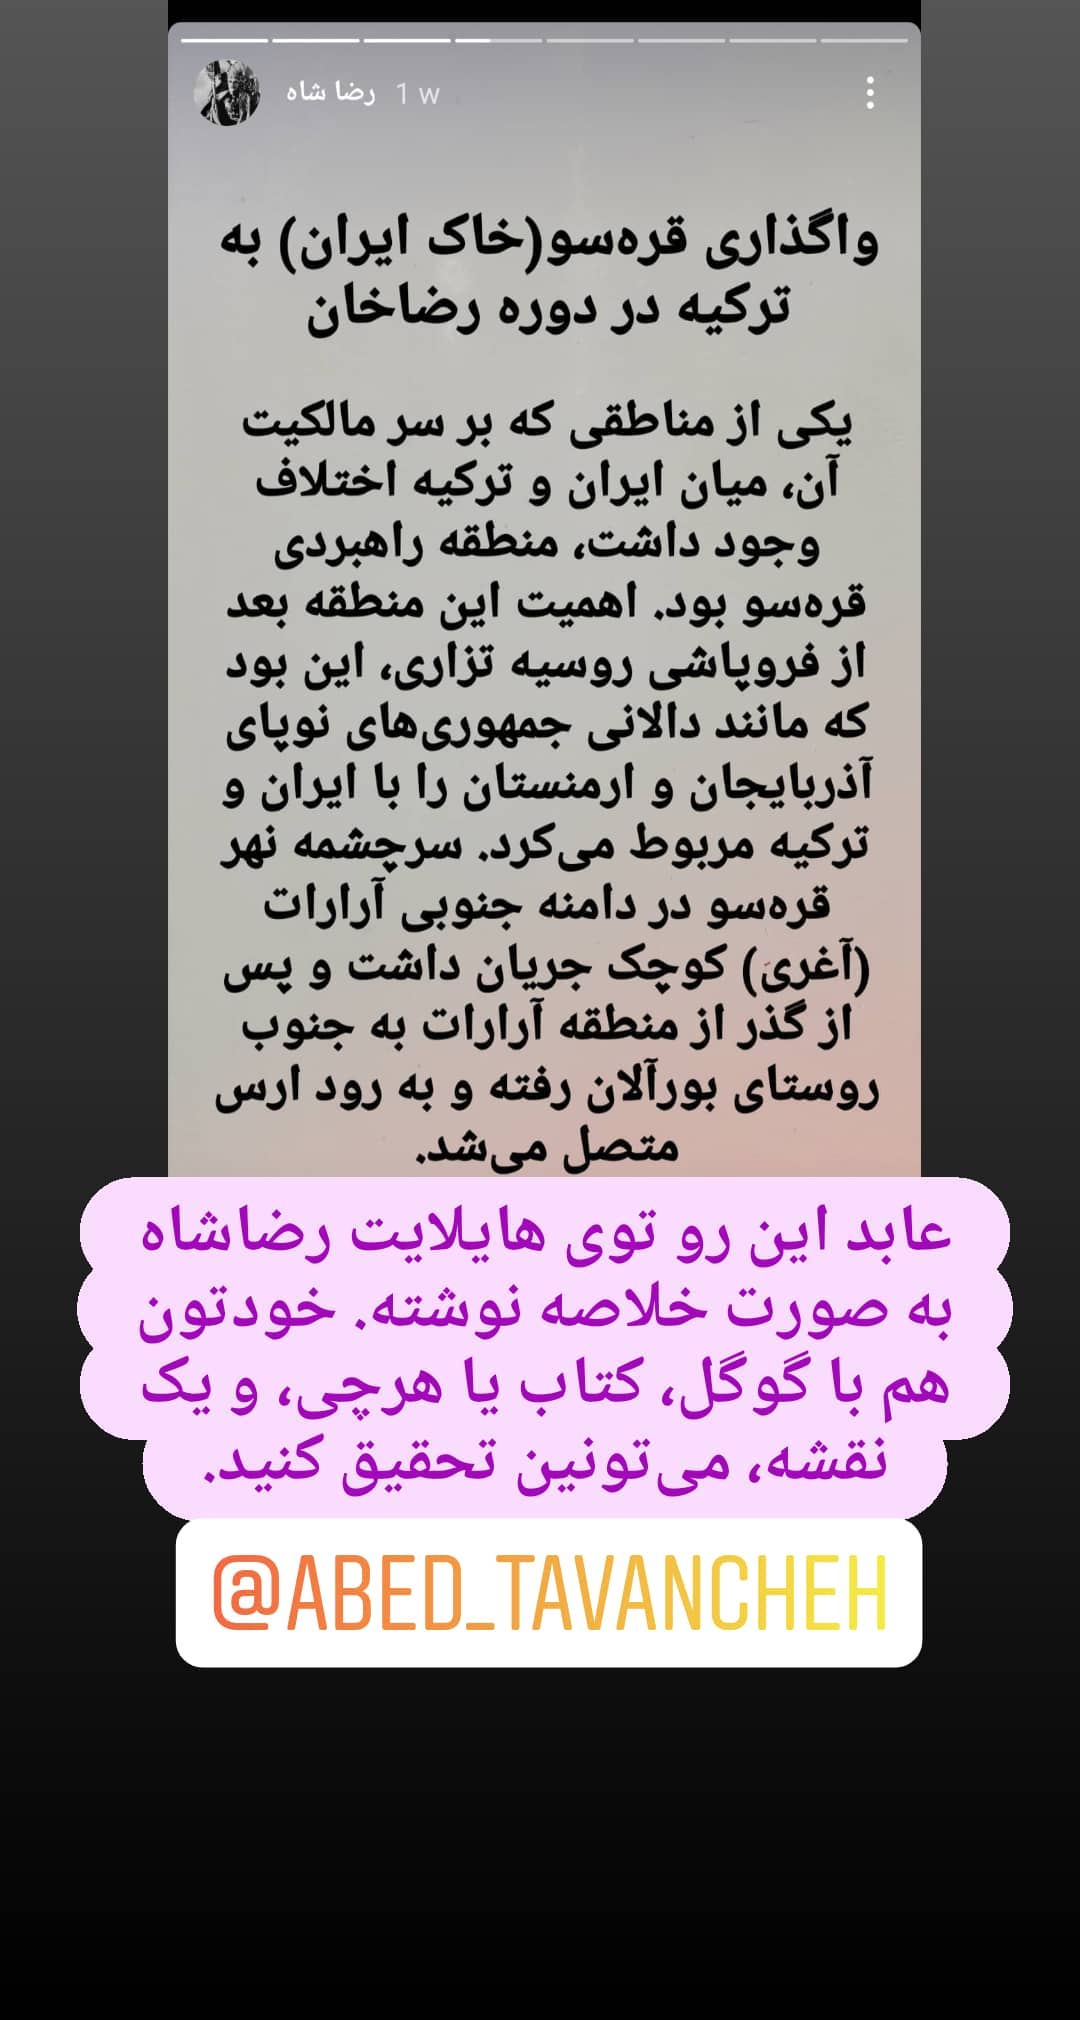 رضا شاه 1 w
واگذاری قره‌سو(خاک ایران) به
ترکیه در دوره رضاخان
یکی از مناطقی که بر سر مالکیت
آن، میان ایران و ترکیه اختلاف
وجود داشت، منطقه راهبردی
قره‌سو بود. اهمیت این منطقه بعد
از فروپاشی روسیه تزاری، این بود
که مانند دالانی جمهوری‌های نوپای
آذربایجان و ارمنستان را با ایران و
ترکیه مربوط می‌کرد. سرچشمه نهر
قره‌سو در دامنه جنوبی آرارات
(آغری) کوچک جریان داشت و پس
از گذر از منطقه آرارات به جنوب
روستای بورآلان رفته و به رود ارس
متصل می‌شد.
عابد این رو توی هایلایت رضاشاه
به صورت خلاصه نوشته. خودتون
هم با گوگل، کتاب یا هرچی، و یک
نقشه، می‌تونین تحقیق کنید.
@ABED_TAVANCHEH